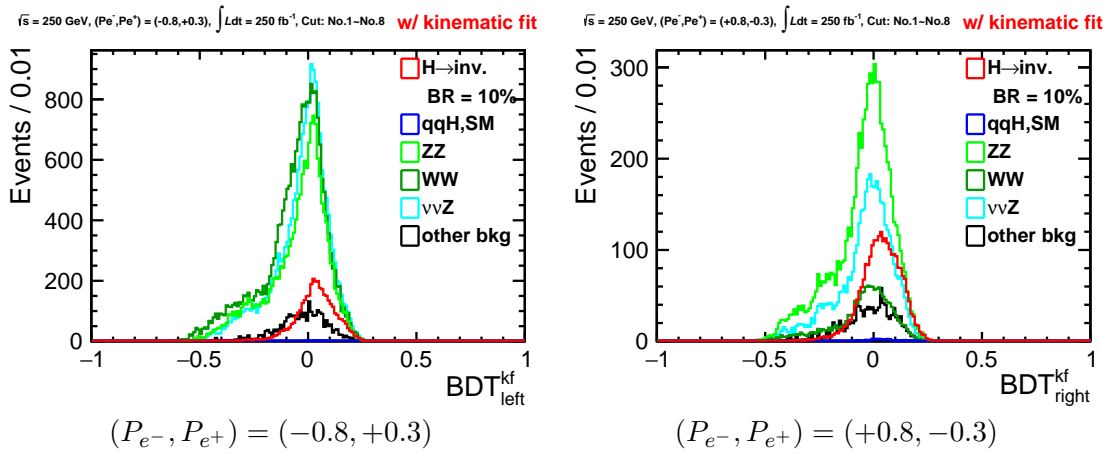 √s = 250 GeV, (Pe⁻,Pe⁺) = (-0.8,+0.3), ∫Ldt = 250 fb⁻¹, Cut: No.1~No.8 w/ kinematic fit
Events / 0.01
800
600
400
200
0
−1 −0.5 0 0.5 1
H→inv.
BR = 10%
qqH,SM
ZZ
WW
ννZ
other bkg
BDT^kf_left
(P_e−, P_e+) = (−0.8, +0.3)
√s = 250 GeV, (Pe⁻,Pe⁺) = (+0.8,-0.3), ∫Ldt = 250 fb⁻¹, Cut: No.1~No.8 w/ kinematic fit
Events / 0.01
300
200
100
0
−1 −0.5 0 0.5 1
H→inv.
BR = 10%
qqH,SM
ZZ
WW
ννZ
other bkg
BDT^kf_right
(P_e−, P_e+) = (+0.8, −0.3)